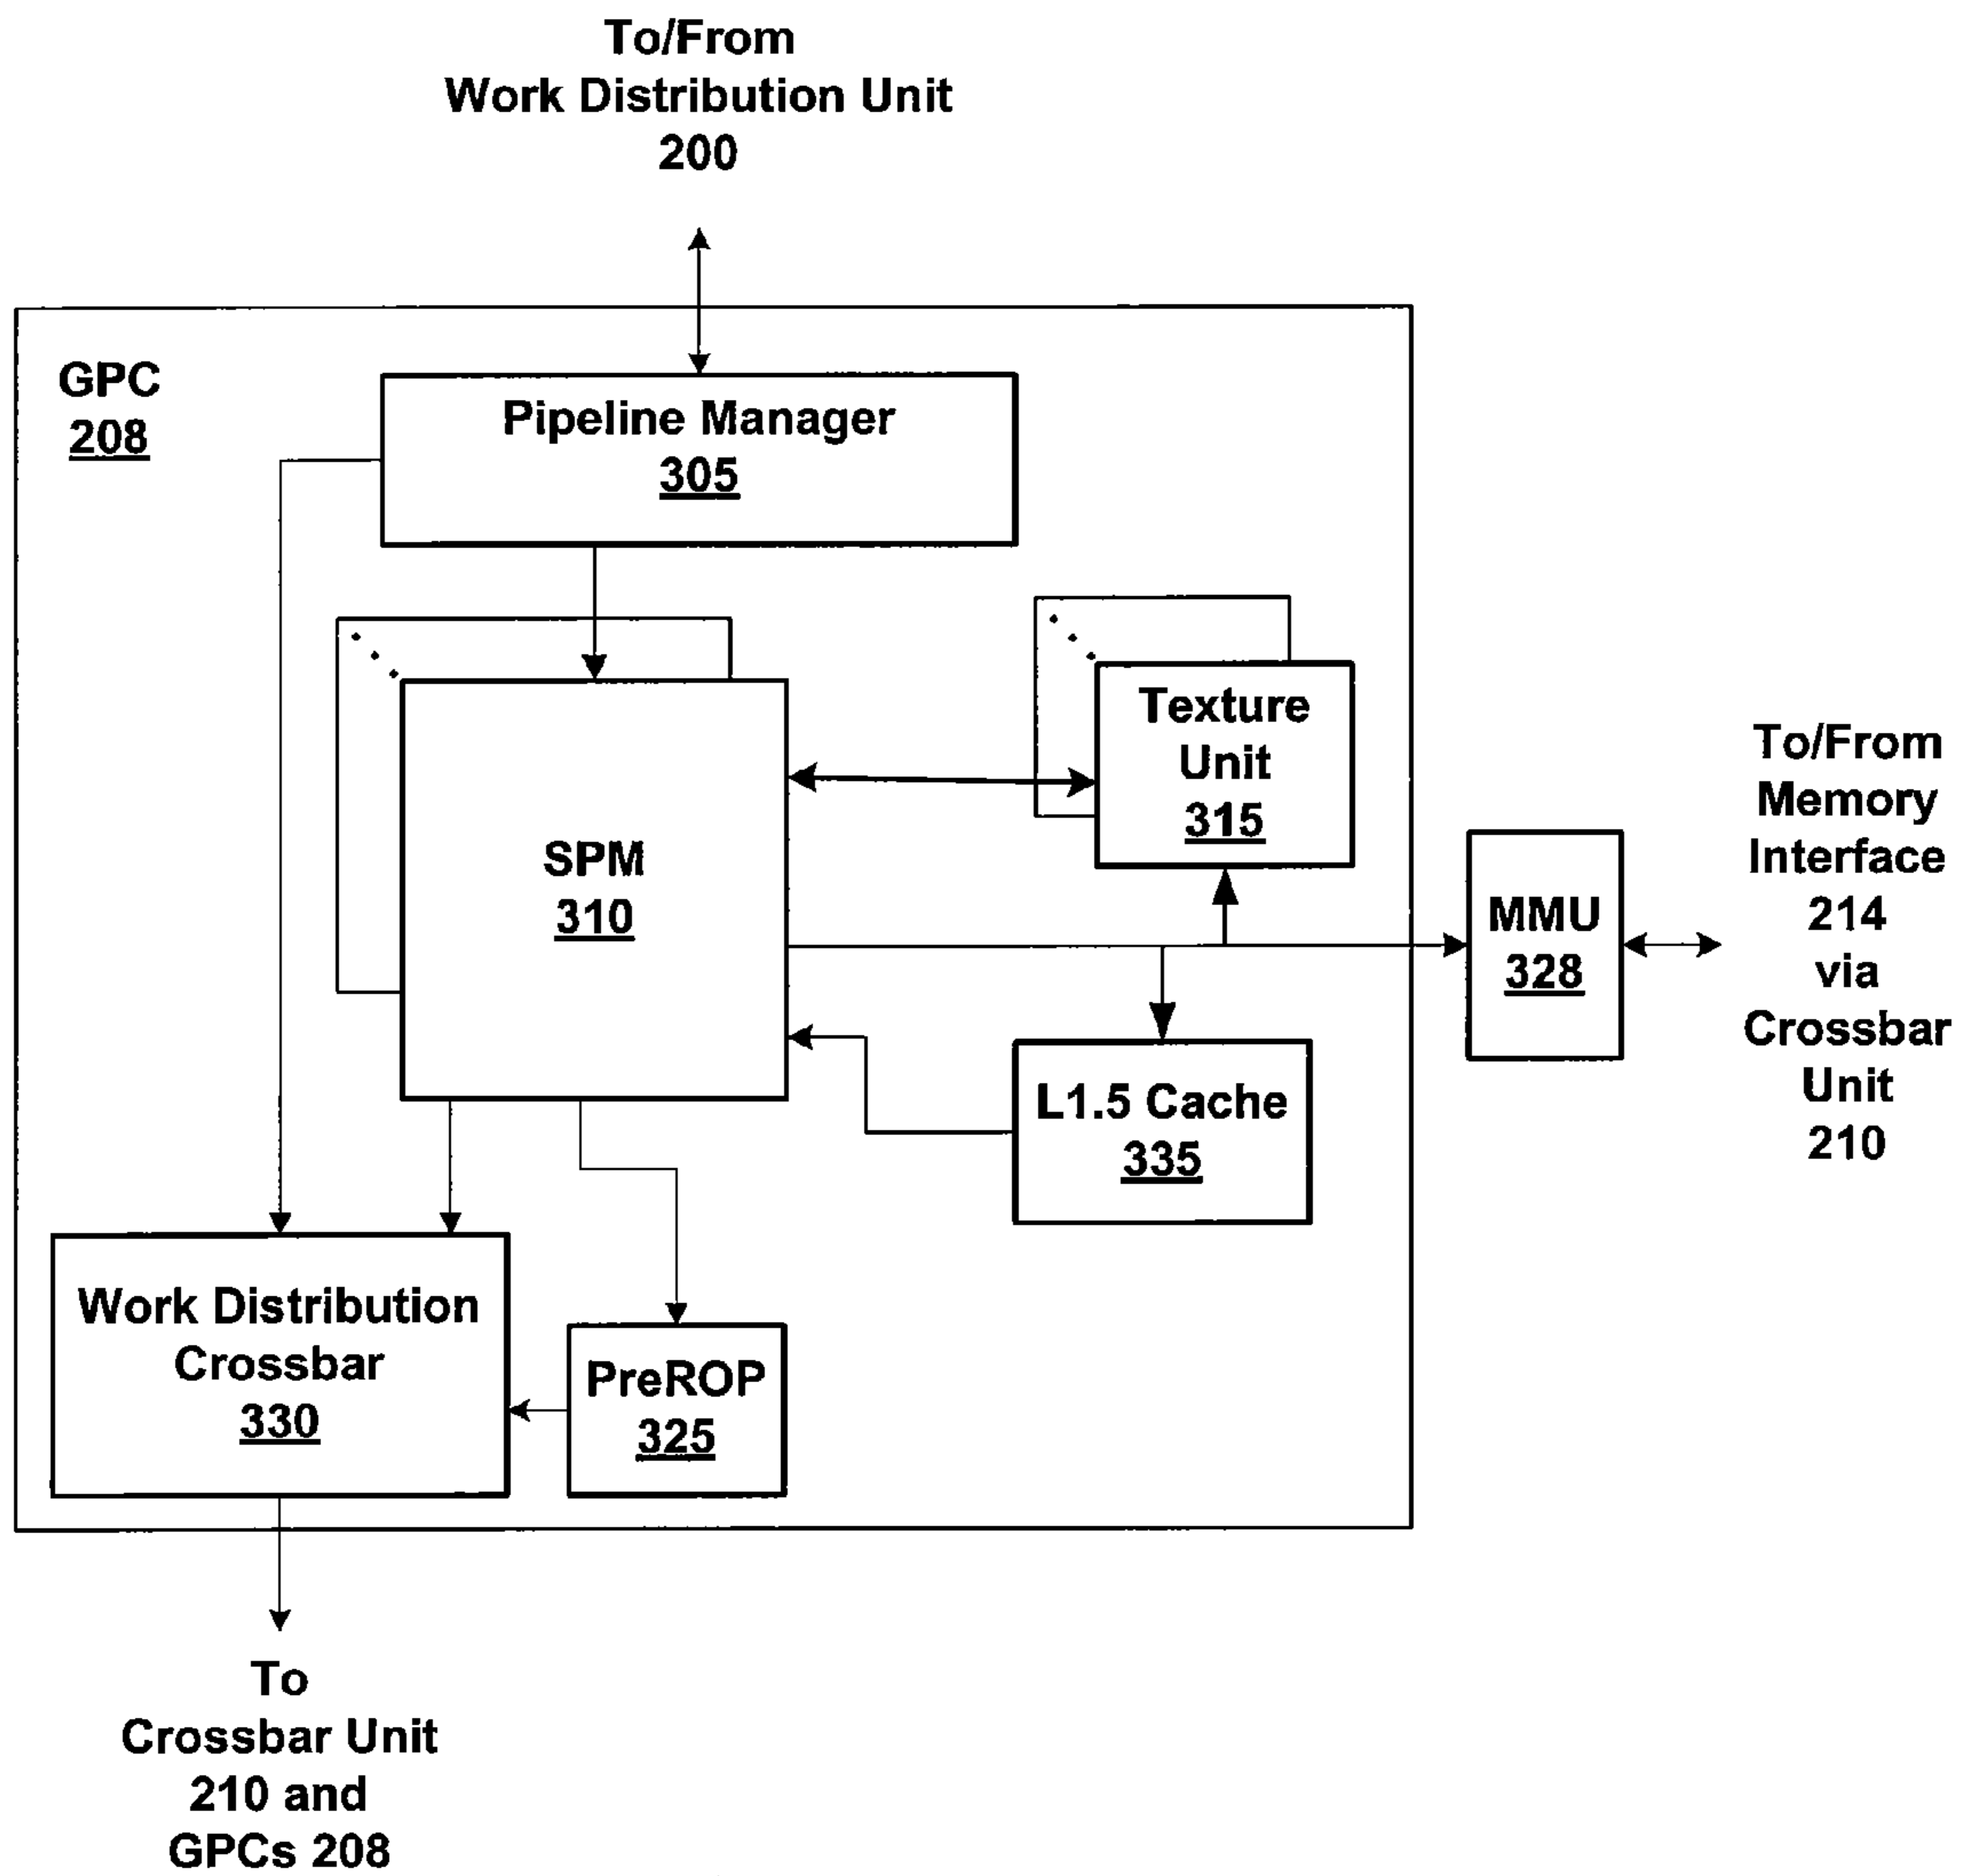 To/From
Work Distribution Unit
200
GPC
208
Pipeline Manager
305
Texture
Unit
315
SPM
310
To/From
Memory
Interface
214
via
Crossbar
Unit
210
MMU
328
L1.5 Cache
335
Work Distribution
Crossbar
330
PreROP
325
To
Crossbar Unit
210 and
GPCs 208